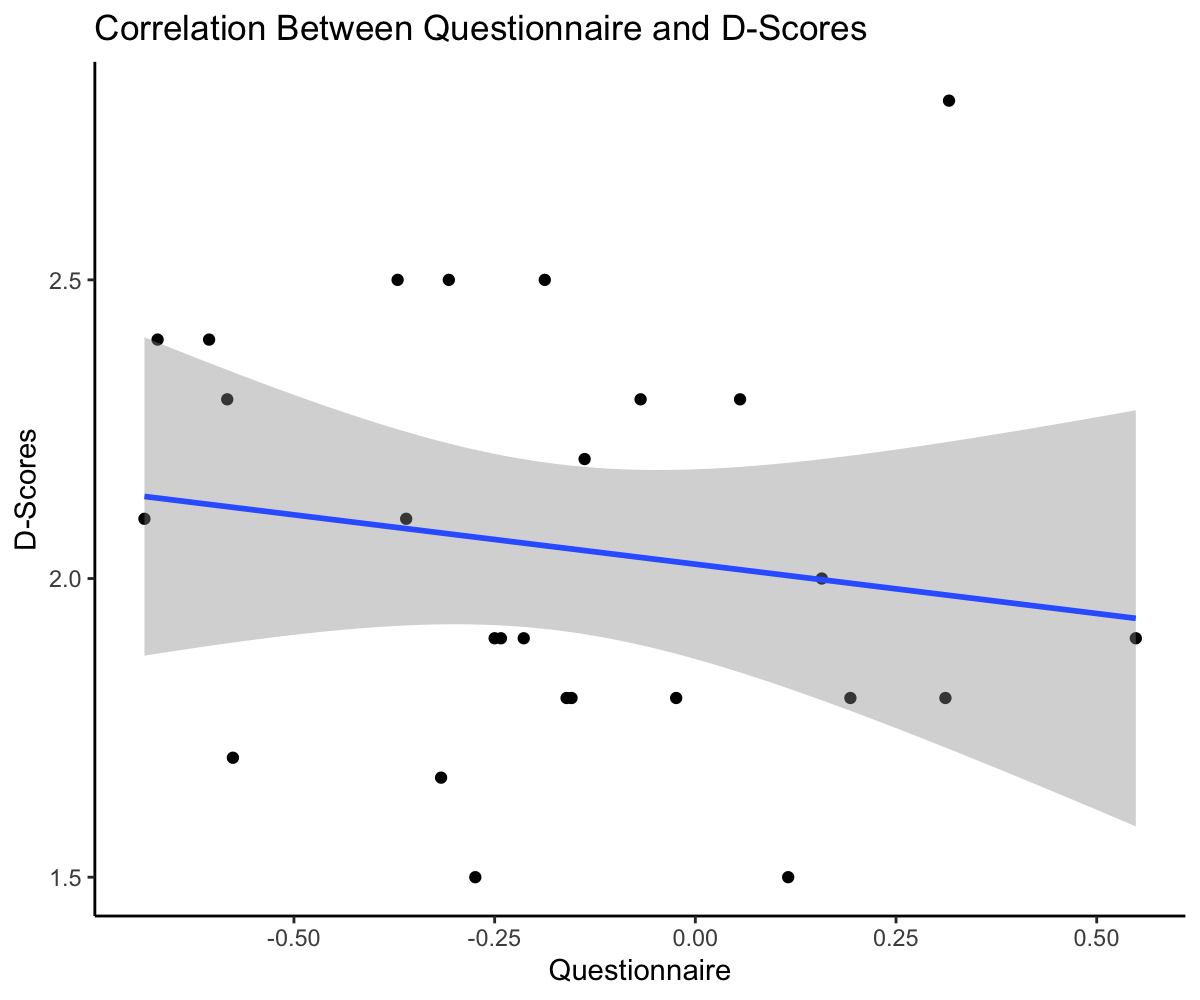 Correlation Between Questionnaire and D-Scores
D-Scores
2.5
2.0
1.5
-0.50
-0.25
0.00
0.25
0.50
Questionnaire